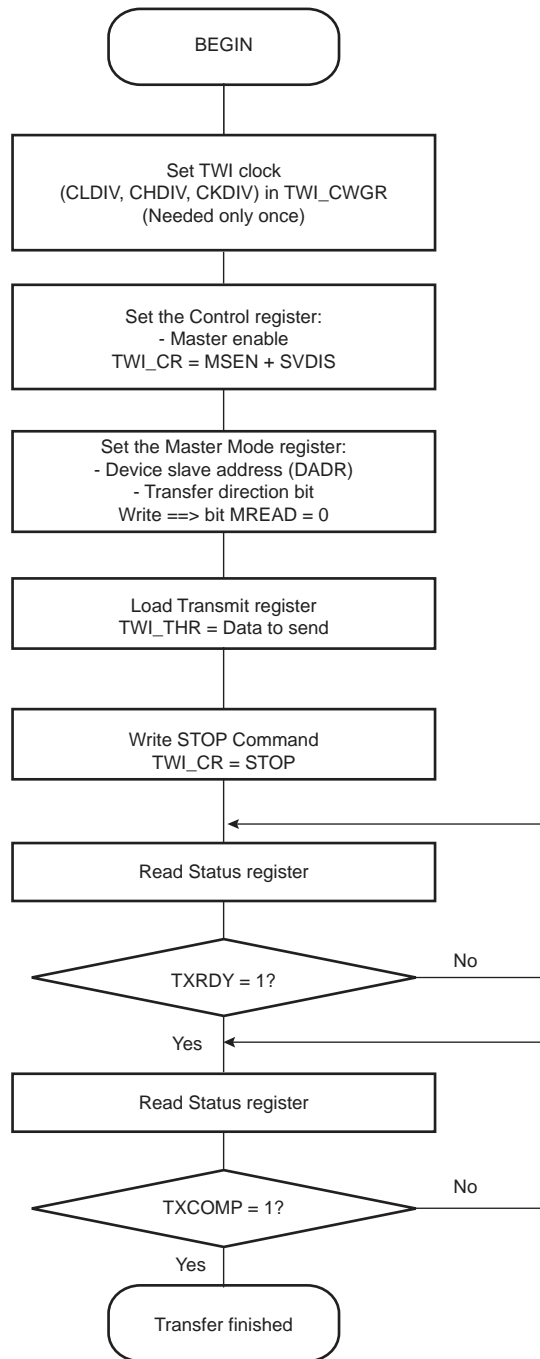 BEGIN
Set TWI clock
(CLDIV, CHDIV, CKDIV) in TWI_CWGR
(Needed only once)
Set the Control register:
- Master enable
TWI_CR = MSEN + SVDIS
Set the Master Mode register:
- Device slave address (DADR)
- Transfer direction bit
Write ==> bit MREAD = 0
Load Transmit register
TWI_THR = Data to send
Write STOP Command
TWI_CR = STOP
Read Status register
TXRDY = 1?
No
Yes
Read Status register
TXCOMP = 1?
No
Yes
Transfer finished